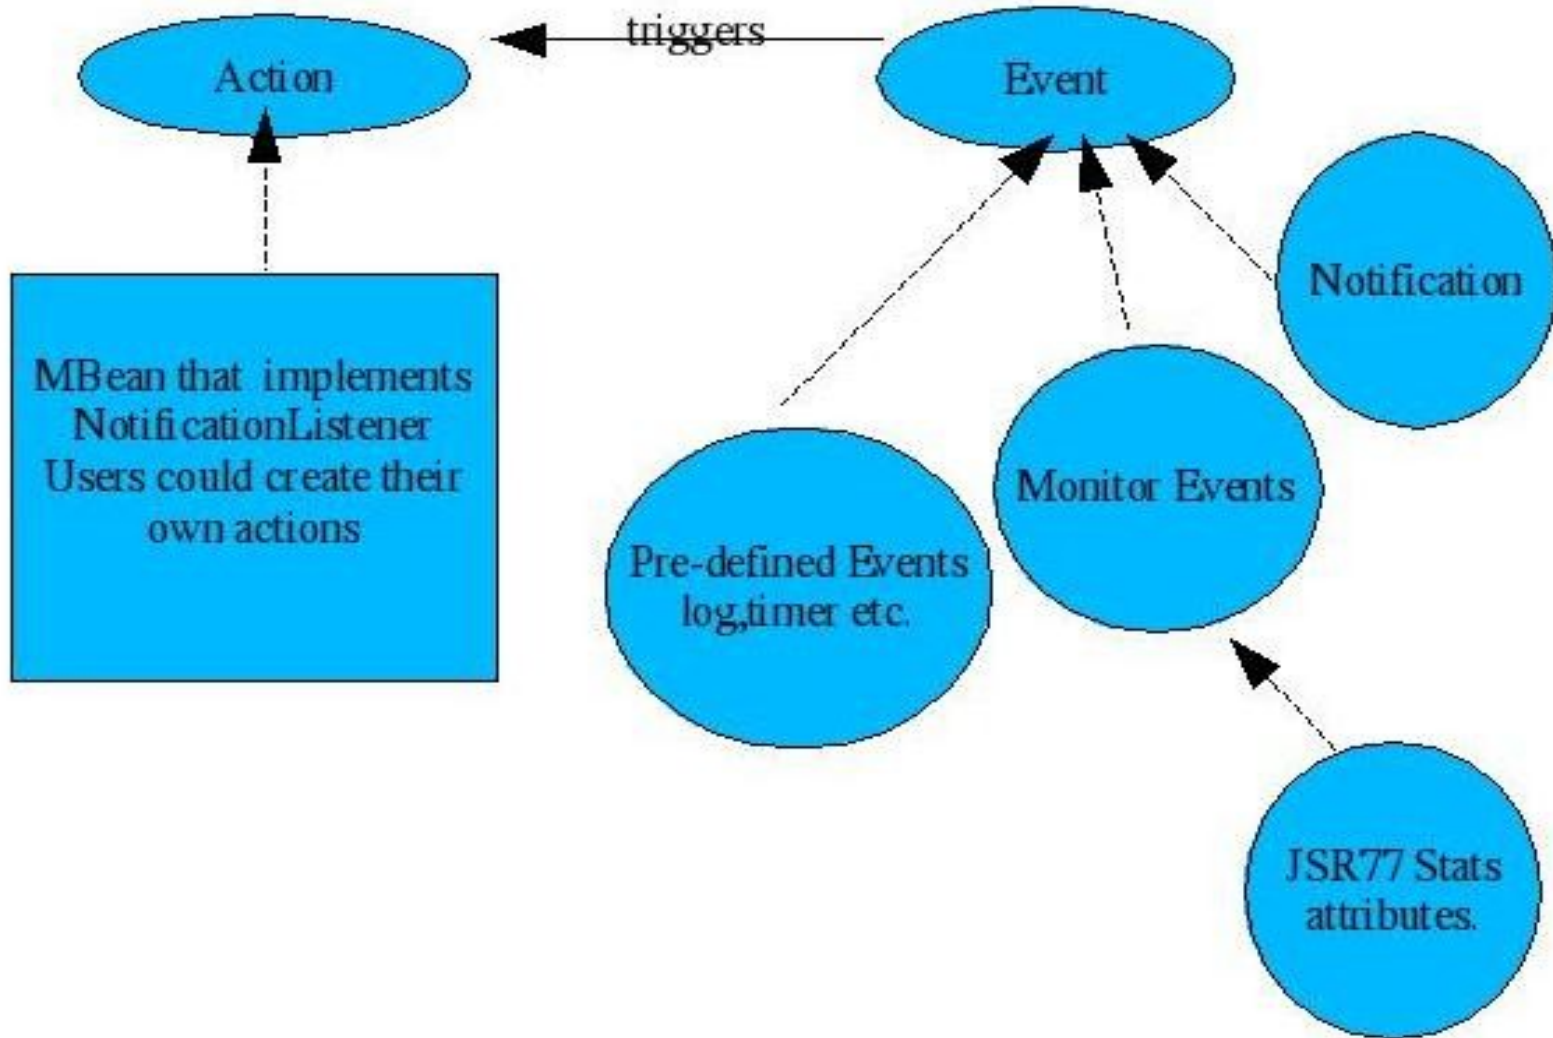 Action
triggers
Event
Notification
MBean that implements
NotificationListener
Users could create their
own actions
Monitor Events
Pre-defined Events
log,timer etc.
JSR77 Stats
attributes.